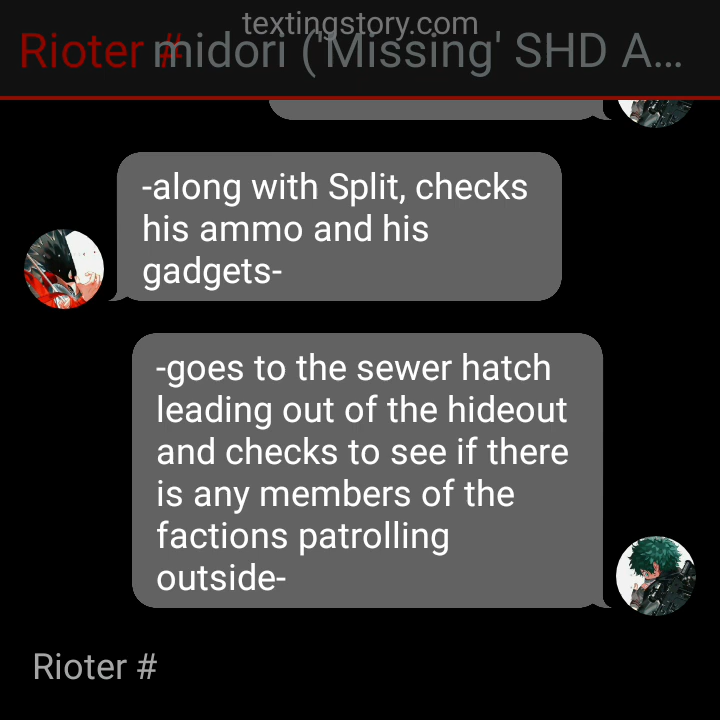 textingstory.com
Rioter #midori ('Missing' SHD A...
-along with Split, checks
his ammo and his
gadgets-
-goes to the sewer hatch
leading out of the hideout
and checks to see if there
is any members of the
factions patrolling
outside-
Rioter #